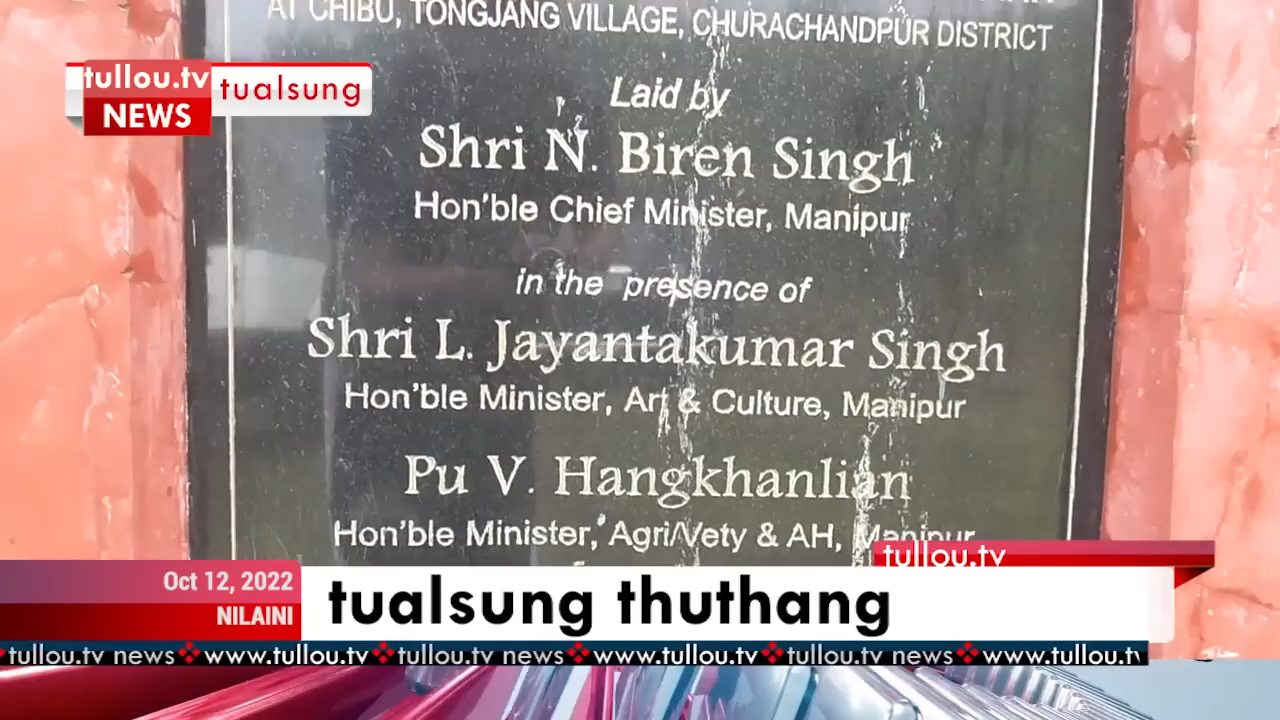 AT CHIBU, TONGJANG VILLAGE, CHURACHANDPUR DISTRICT
Laid by
Shri N. Biren Singh
Hon'ble Chief Minister, Manipur
in the presence of
Shri L. Jayantakumar Singh
Hon'ble Minister, Art & Culture, Manipur
Pu V. Hangkhanlian
Hon'ble Minister, Agri/Vety & AH, Manipur
tullou.tv
NEWS
tualsung
tullou.tv
Oct 12, 2022
NILAINI
tualsung thuthang
tullou.tv news www.tullou.tv tullou.tv news www.tullou.tv tullou.tv news www.tullou.tv